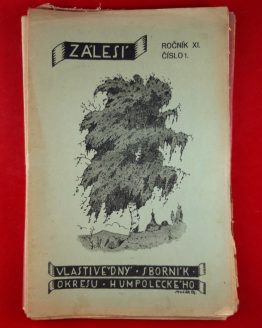 ZÁLESÍ
ROČNÍK XI.
ČÍSLO 1.
VLASTIVĚDNÝ · SBORNÍK
OKRESU · HUMPOLECKÉHO